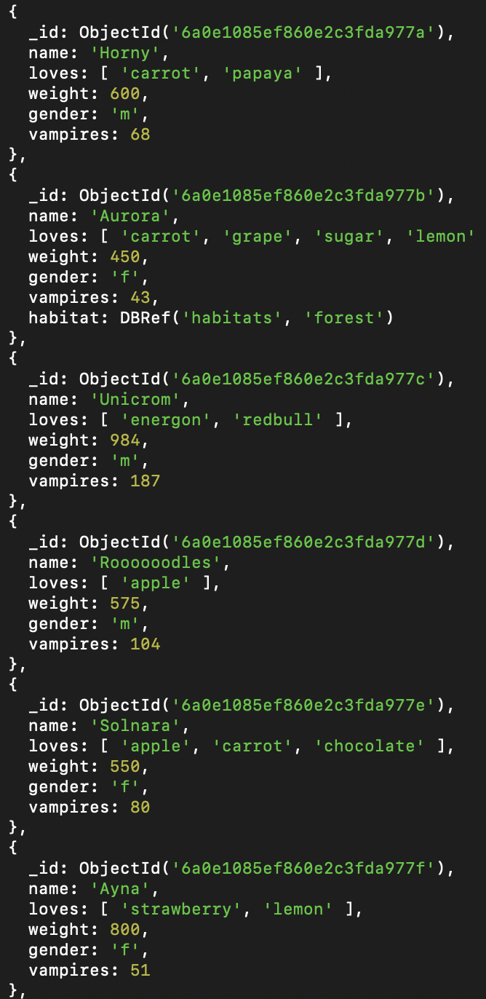 {
  _id: ObjectId('6a0e1085ef860e2c3fda977a'),
  name: 'Horny',
  loves: [ 'carrot', 'papaya' ],
  weight: 600,
  gender: 'm',
  vampires: 68
},
{
  _id: ObjectId('6a0e1085ef860e2c3fda977b'),
  name: 'Aurora',
  loves: [ 'carrot', 'grape', 'sugar', 'lemon'
  weight: 450,
  gender: 'f',
  vampires: 43,
  habitat: DBRef('habitats', 'forest')
},
{
  _id: ObjectId('6a0e1085ef860e2c3fda977c'),
  name: 'Unicrom',
  loves: [ 'energon', 'redbull' ],
  weight: 984,
  gender: 'm',
  vampires: 187
},
{
  _id: ObjectId('6a0e1085ef860e2c3fda977d'),
  name: 'Roooooodles',
  loves: [ 'apple' ],
  weight: 575,
  gender: 'm',
  vampires: 104
},
{
  _id: ObjectId('6a0e1085ef860e2c3fda977e'),
  name: 'Solnara',
  loves: [ 'apple', 'carrot', 'chocolate' ],
  weight: 550,
  gender: 'f',
  vampires: 80
},
{
  _id: ObjectId('6a0e1085ef860e2c3fda977f'),
  name: 'Ayna',
  loves: [ 'strawberry', 'lemon' ],
  weight: 800,
  gender: 'f',
  vampires: 51
},